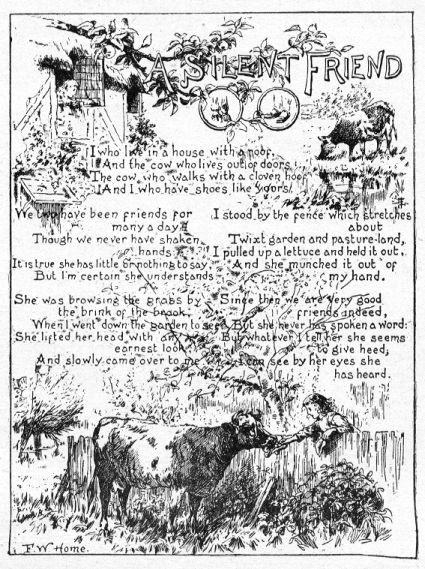 A SILENT FRIEND
I who live in a house with a roof,
And the cow who lives out of doors;
The cow who walks with a cloven hoof,
And I who have shoes like yours!
We two have been friends for
many a day,
Though we never have shaken
hands;
It is true she has little or nothing to say,
But I'm certain she understands.
She was browsing the grass by
the brink of the brook,
When I went down the garden to seed,
She lifted her head with an
earnest look,
And slowly came over to me.
I stood by the fence which stretches
about
Twixt garden and pasture-land,
I pulled up a lettuce and held it out,
And she munched it out of
my hand.
Since then we are very good
friends indeed,
But she never has spoken a word:
But whatever I tell her she seems
to give heed,
I can see by her eyes she
has heard.
F. W Home.